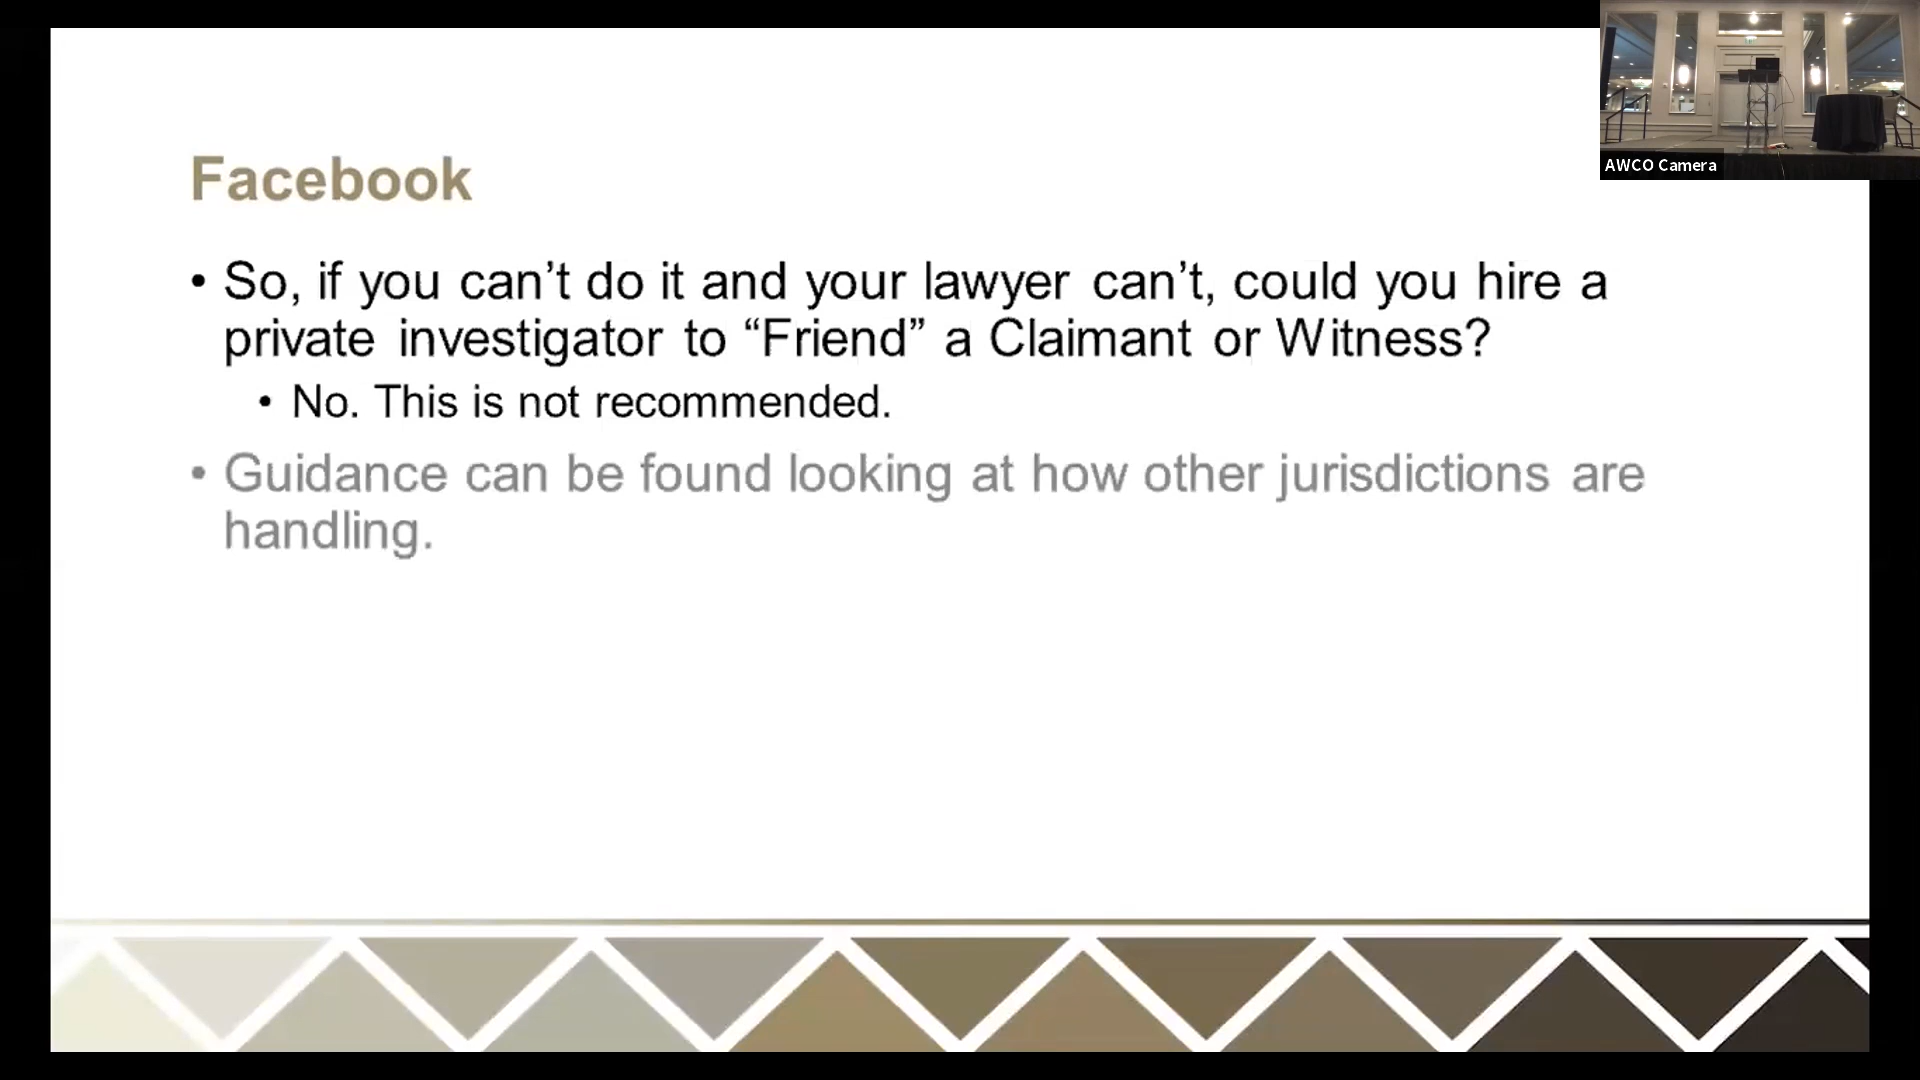 AWCO Camera
Facebook
• So, if you can’t do it and your lawyer can’t, could you hire a
private investigator to “Friend” a Claimant or Witness?
• No. This is not recommended.
• Guidance can be found looking at how other jurisdictions are
handling.